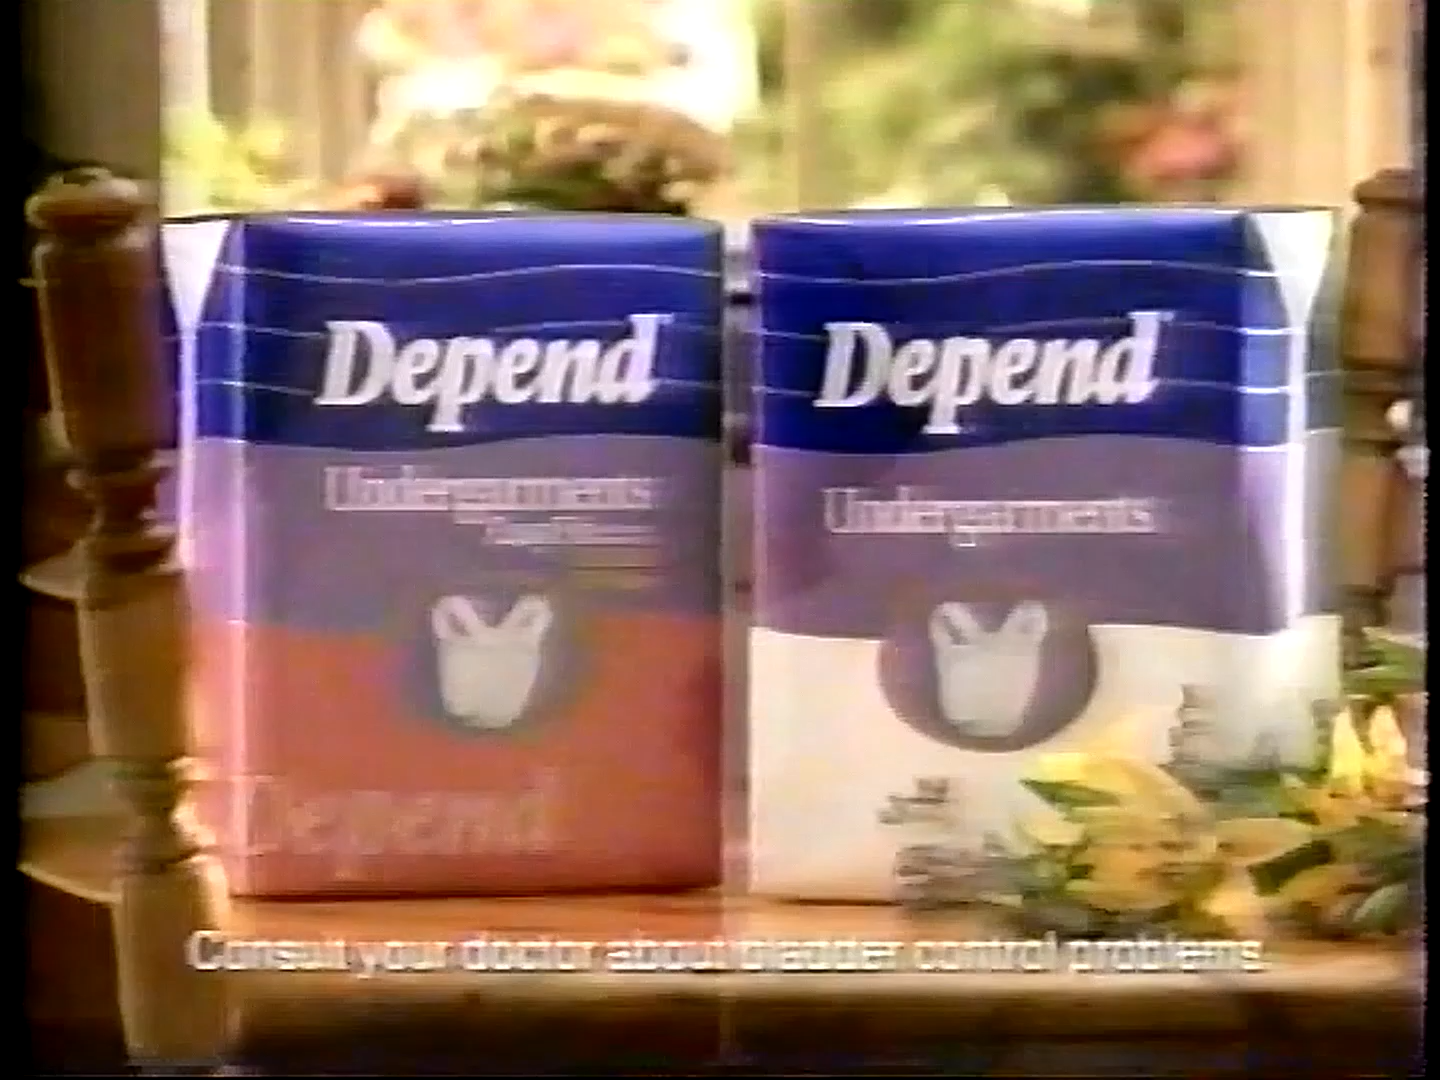 Depend
Undergarments
Depend
Depend
Undergarments
Consult your doctor about bladder control problems.